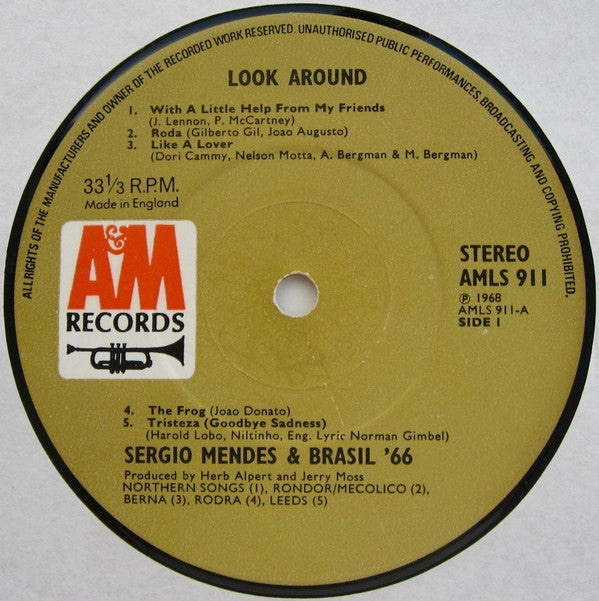 ALL RIGHTS OF THE MANUFACTURERS AND OWNER OF THE RECORDED WORK RESERVED. UNAUTHORISED PUBLIC PERFORMANCES, BROADCASTING AND COPYING PROHIBITED.
LOOK AROUND
1. With A Little Help From My Friends
(J. Lennon, P. McCartney)
2. Roda (Gilberto Gil, Joao Augusto)
3. Like A Lover
(Dori Cammy, Nelson Motta, A. Bergman & M. Bergman)
33⅓ R.P.M.
Made in England
A&M
RECORDS
STEREO
AMLS 911
℗ 1968
AMLS 911-A
SIDE I
4. The Frog (Joao Donato)
5. Tristeza (Goodbye Sadness)
(Harold Lobo, Niltinho, Eng. Lyric Norman Gimbel)
SERGIO MENDES & BRASIL '66
Produced by Herb Alpert and Jerry Moss
NORTHERN SONGS (1), RONDOR/MECOLICO (2),
BERNA (3), RODRA (4), LEEDS (5)